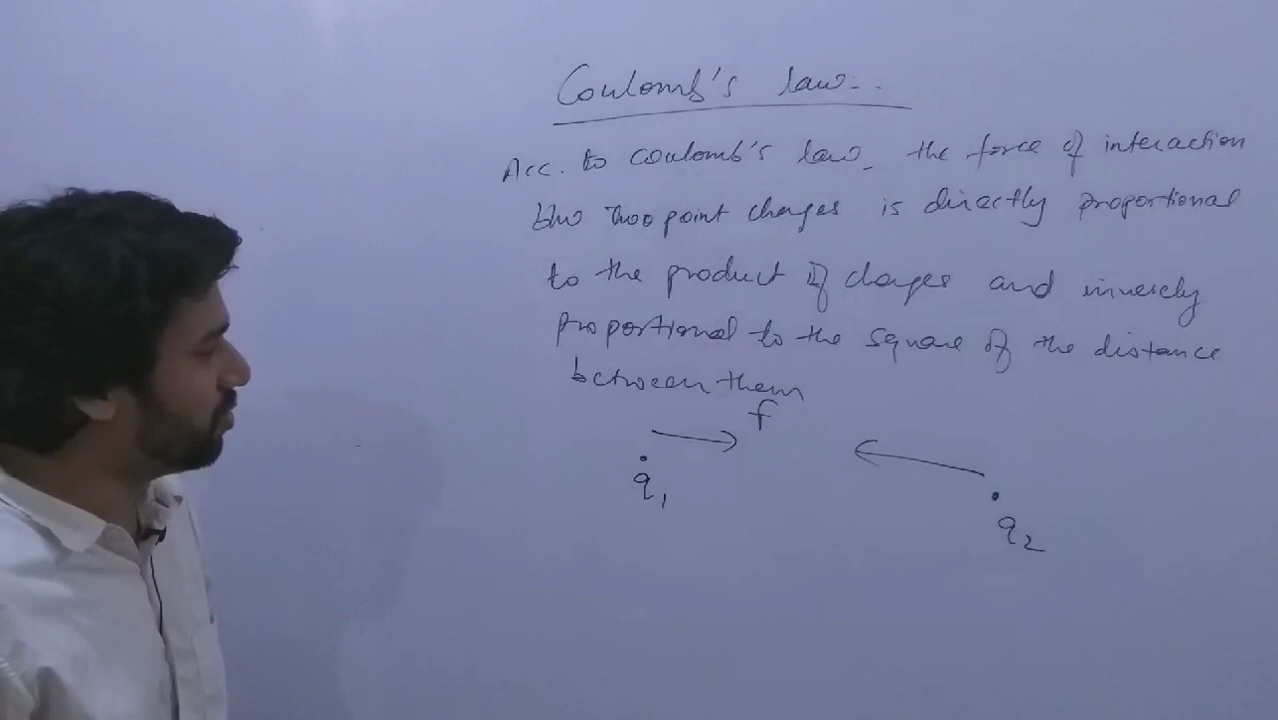 Coulomb's law...
Acc. to coulomb's law, the force of interaction
b/w two point charges is directly proportional
to the product of charges and inversely
proportional to the square of the distance
between them
f
q1
q2